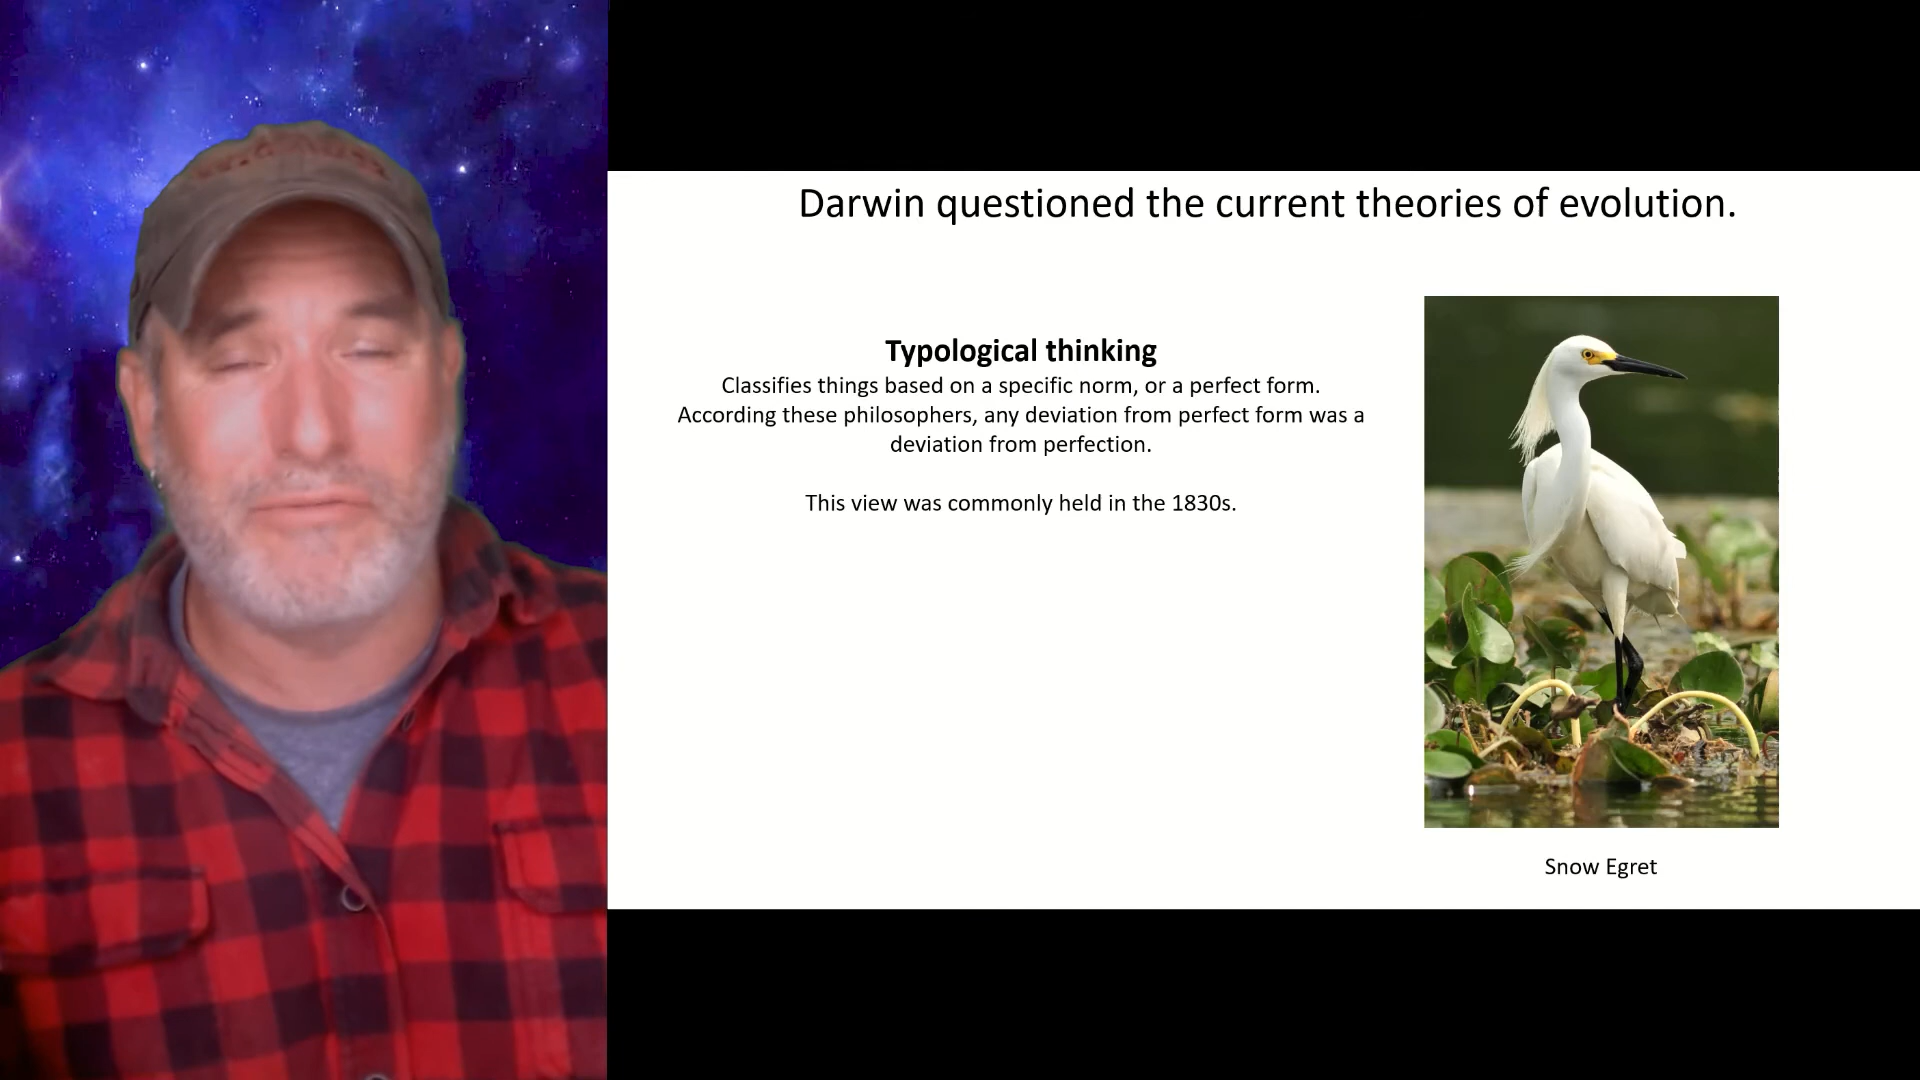 Darwin questioned the current theories of evolution.
Typological thinking
Classifies things based on a specific norm, or a perfect form.
According these philosophers, any deviation from perfect form was a
deviation from perfection.
This view was commonly held in the 1830s.
Snow Egret